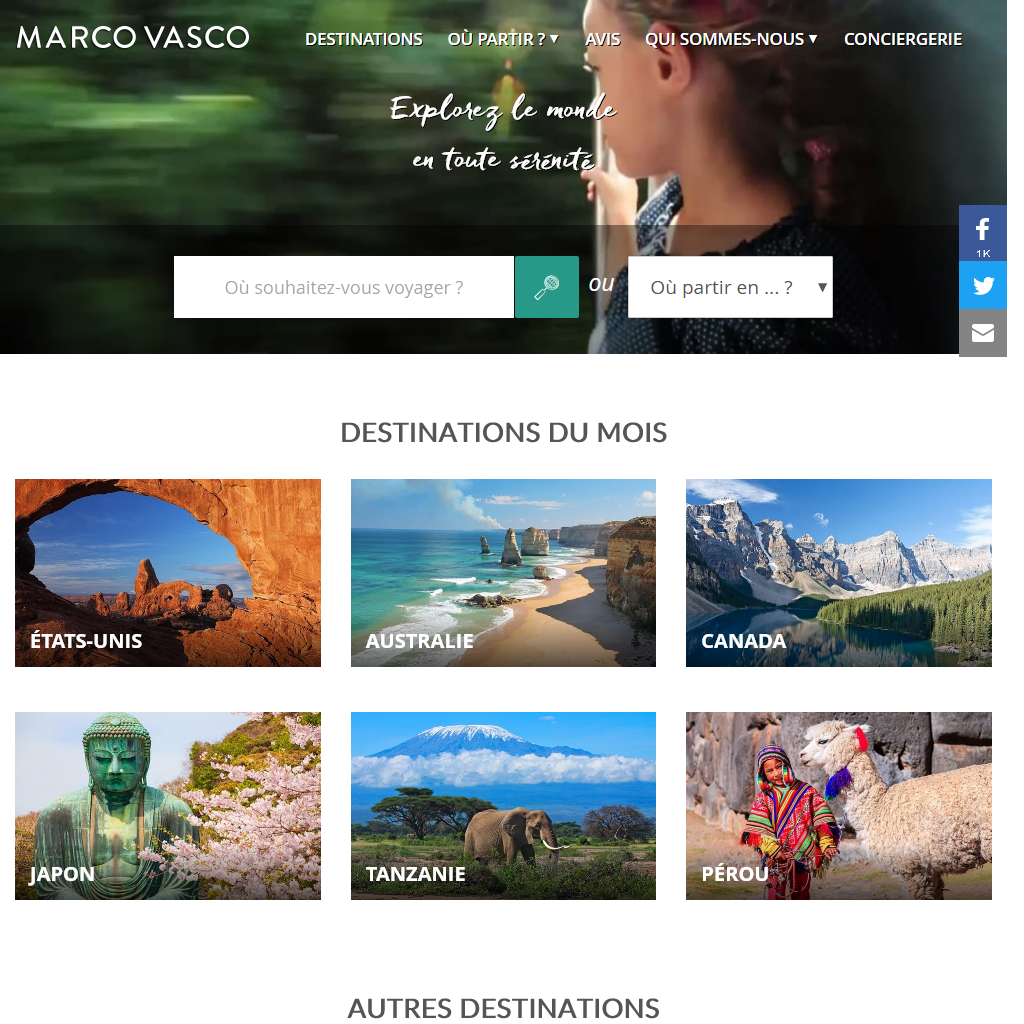 MARCO VASCO
DESTINATIONS
OÙ PARTIR ? ▼
AVIS
QUI SOMMES-NOUS ▼
CONCIERGERIE
Explorez le monde
en toute sérénité
1K
Où souhaitez-vous voyager ?
ou
Où partir en ... ? ▼
DESTINATIONS DU MOIS
ÉTATS-UNIS
AUSTRALIE
CANADA
JAPON
TANZANIE
PÉROU
AUTRES DESTINATIONS